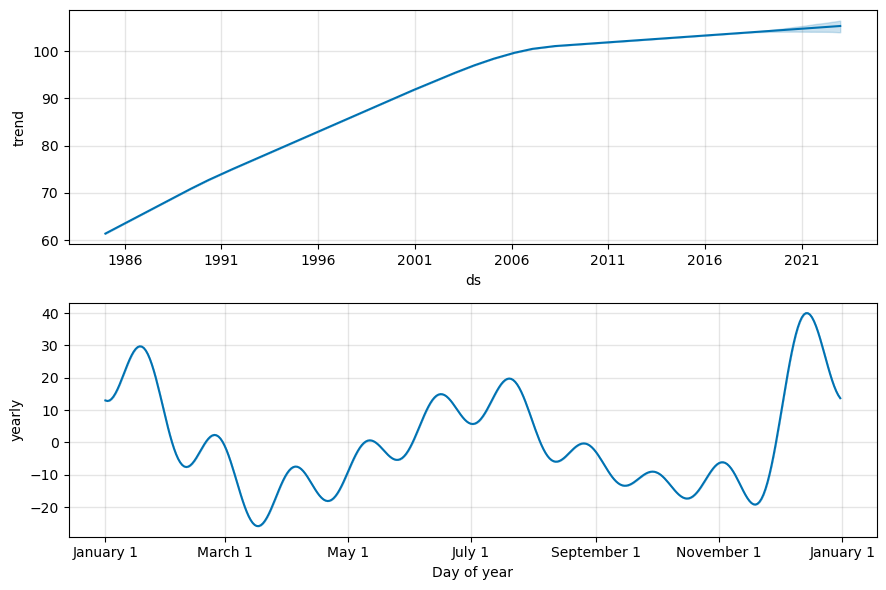 100
90
80
70
60
trend
1986 1991 1996 2001 2006 2011 2016 2021
ds
40
30
20
10
0
−10
−20
yearly
January 1 March 1 May 1 July 1 September 1 November 1 January 1
Day of year